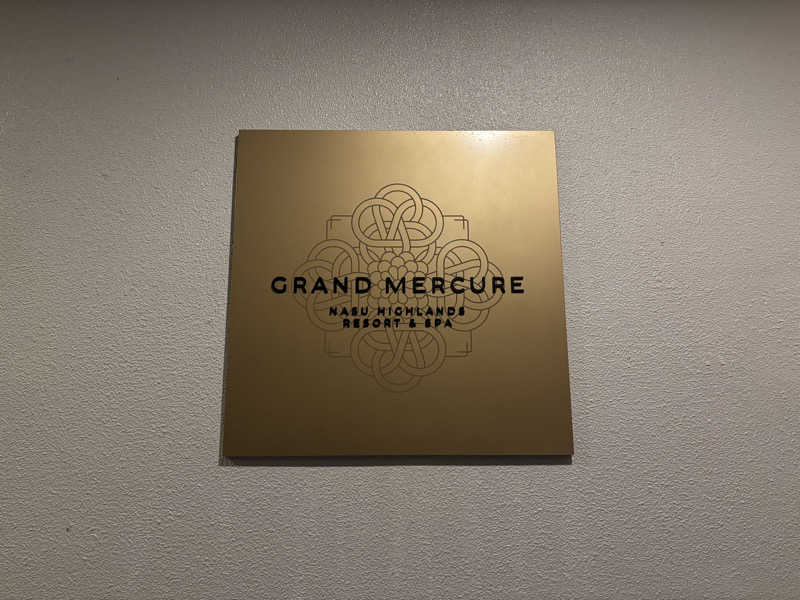 GRAND MERCURE
NASU HIGHLANDS
RESORT & SPA